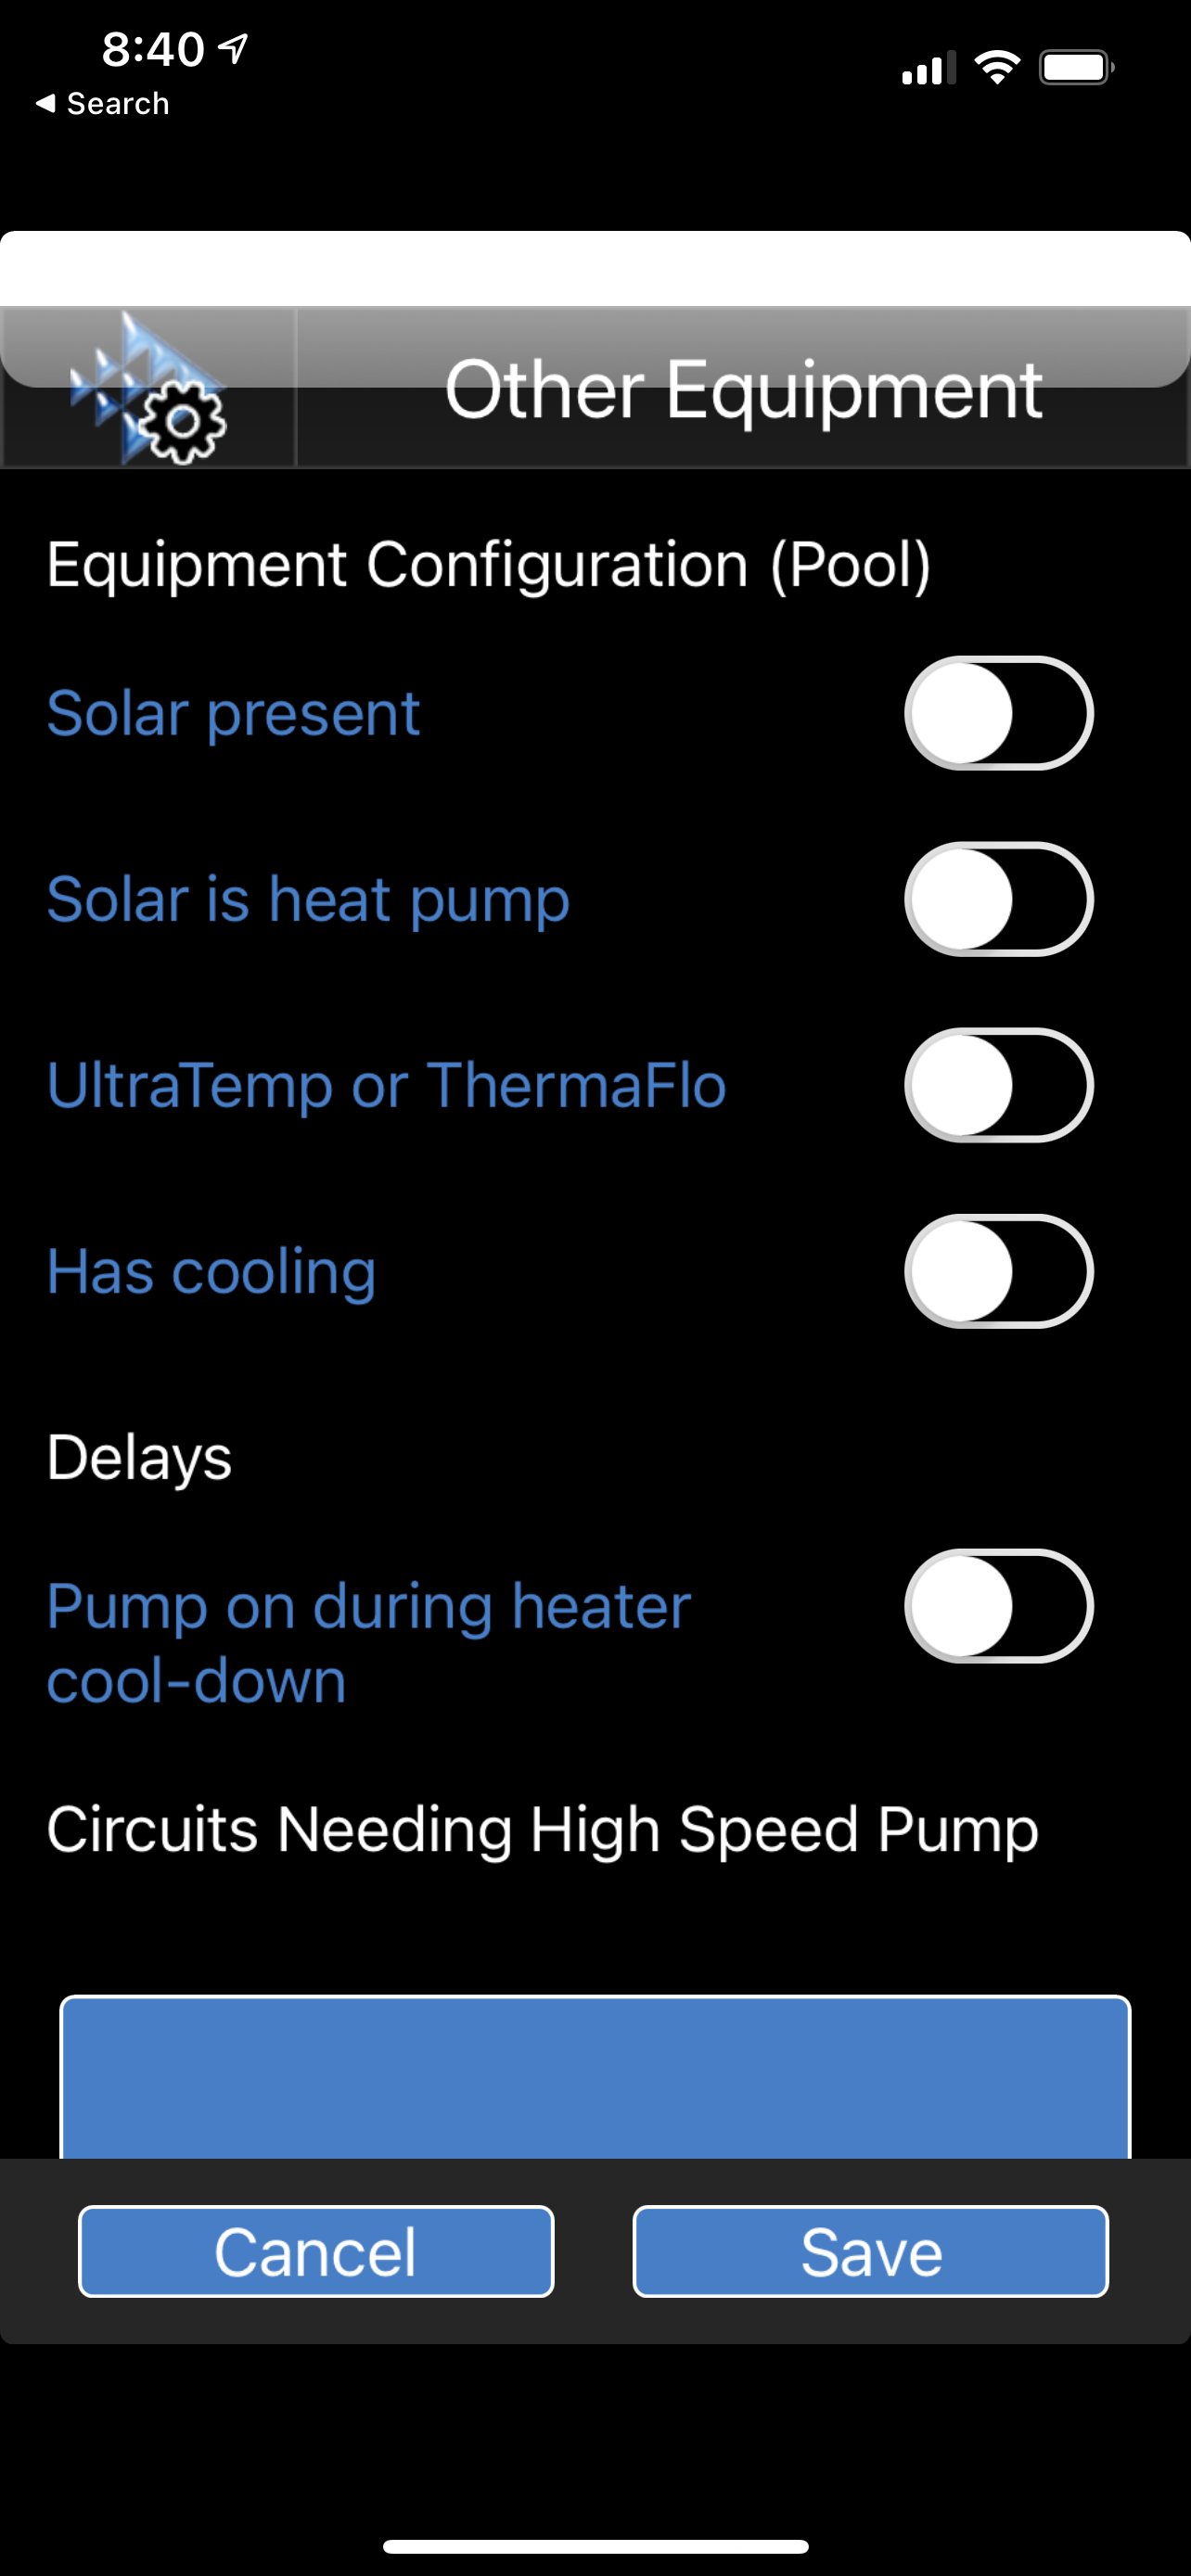 8:40
Search
Other Equipment
Equipment Configuration (Pool)
Solar present
Solar is heat pump
UltraTemp or ThermaFlo
Has cooling
Delays
Pump on during heater
cool-down
Circuits Needing High Speed Pump
Cancel
Save